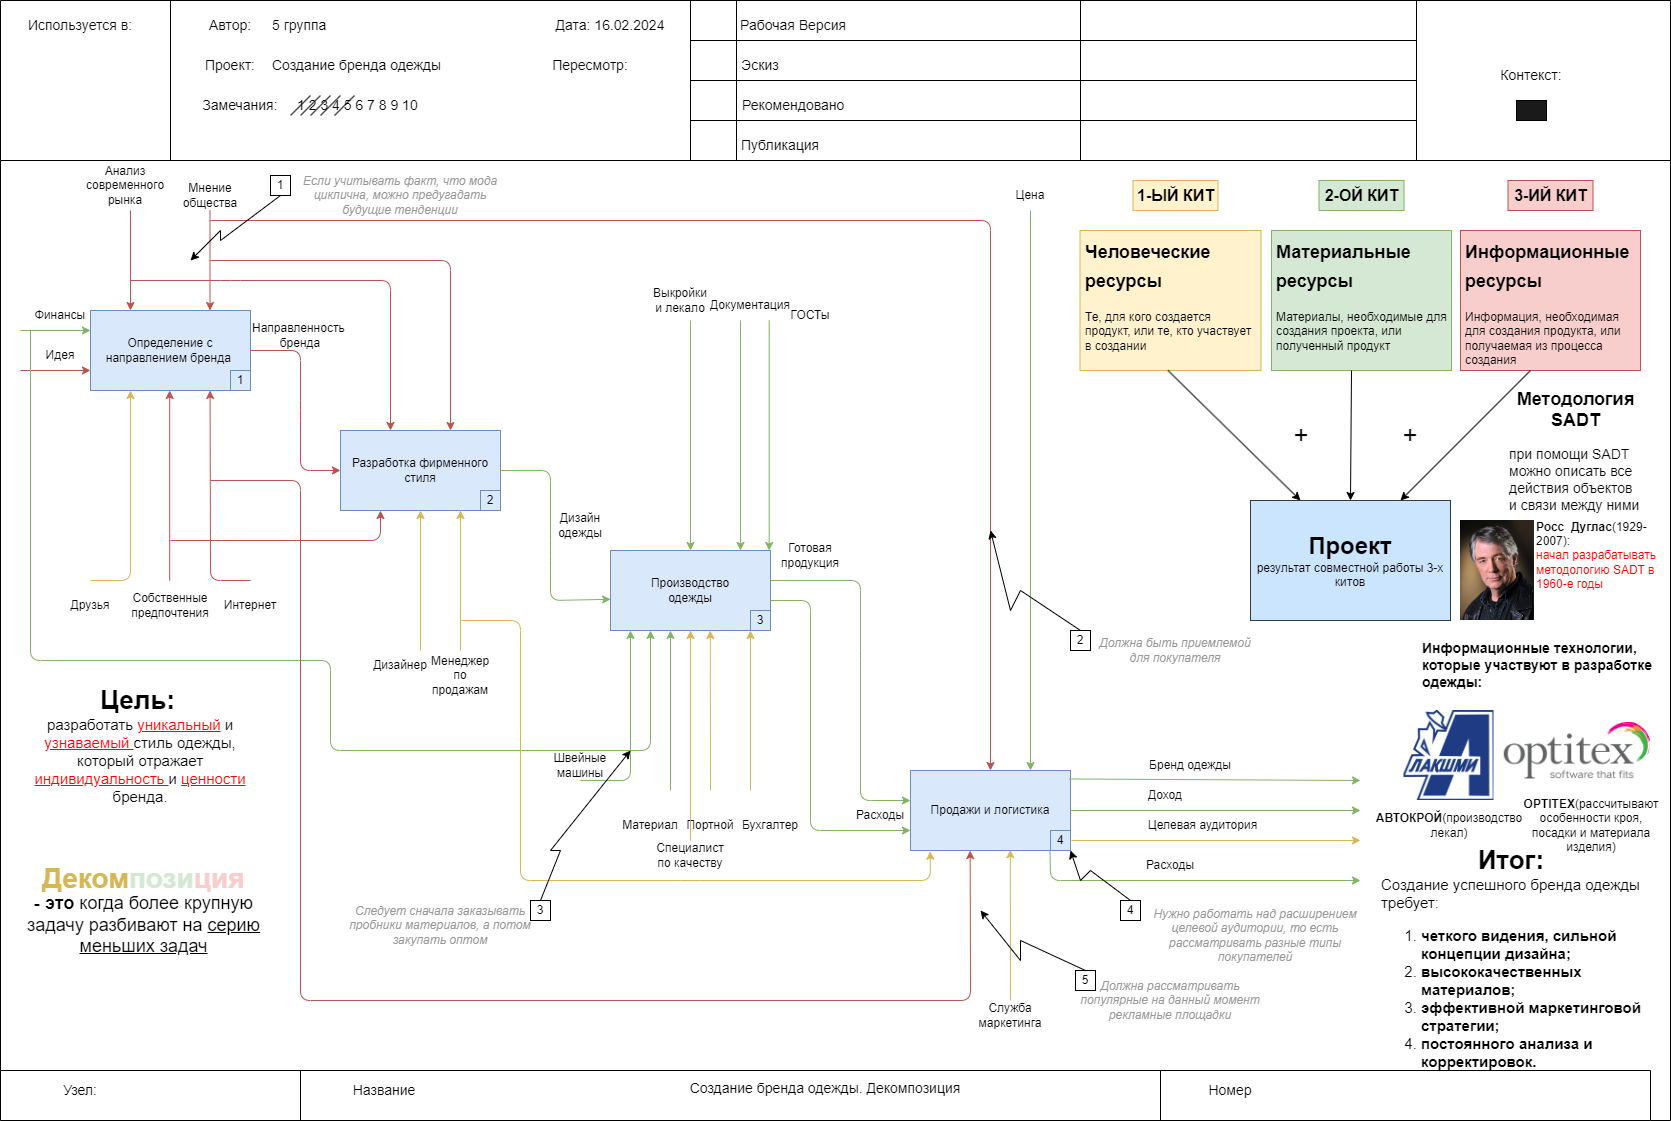 Используется в:
Автор: 5 группа
Дата: 16.02.2024
Проект: Создание бренда одежды
Пересмотр:
Замечания: 1 2 3 4 5 6 7 8 9 10
Рабочая Версия
Эскиз
Рекомендовано
Публикация
Контекст:
Анализ
современного
рынка
Мнение
общества
1
Если учитывать факт, что мода
циклична, можно предугадать
будущие тенденции
Цена
1-ЫЙ КИТ
2-ОЙ КИТ
3-ИЙ КИТ
Человеческие
ресурсы
Те, для кого создается
продукт, или те, кто участвует
в создании
Материальные
ресурсы
Материалы, необходимые для
создания проекта, или
полученный продукт
Информационные
ресурсы
Информация, необходимая
для создания продукта, или
получаемая из процесса
создания
Финансы
Идея
Определение с
направлением бренда
1
Направленность
бренда
Выкройки
и лекало
Документация
ГОСТы
Методология
SADT
+
+
при помощи SADT
можно описать все
действия объектов
и связи между ними
Разработка фирменного
стиля
2
Дизайн
одежды
Проект
результат совместной работы 3-х
китов
Росс Дуглас(1929-
2007):
начал разрабатывать
методологию SADT в
1960-е годы
Друзья
Собственные
предпочтения
Интернет
Производство
одежды
3
Готовая
продукция
Дизайнер
Менеджер
по
продажам
2
Должна быть приемлемой
для покупателя
Информационные технологии,
которые участвуют в разработке
одежды:
Цель:
разработать уникальный и
узнаваемый стиль одежды,
который отражает
индивидуальность и ценности
бренда.
Швейные
машины
Материал
Портной
Бухгалтер
Специалист
по качеству
Расходы
Продажи и логистика
4
Бренд одежды
Доход
Целевая аудитория
Расходы
ЛАКШМИ
optitex
software that fits
АВТОКРОЙ(производство
лекал)
OPTITEX(рассчитывают
особенности кроя,
посадки и материала
изделия)
Декомпозиция
- это когда более крупную
задачу разбивают на серию
меньших задач
3
Следует сначала заказывать
пробники материалов, а потом
закупать оптом
4
Нужно работать над расширением
целевой аудитории, то есть
рассматривать разные типы
покупателей
5
Должна рассматривать
популярные на данный момент
рекламные площадки
Служба
маркетинга
Итог:
Создание успешного бренда одежды
требует:
1. четкого видения, сильной
концепции дизайна;
2. высококачественных
материалов;
3. эффективной маркетинговой
стратегии;
4. постоянного анализа и
корректировок.
Узел:
Название
Создание бренда одежды. Декомпозиция
Номер